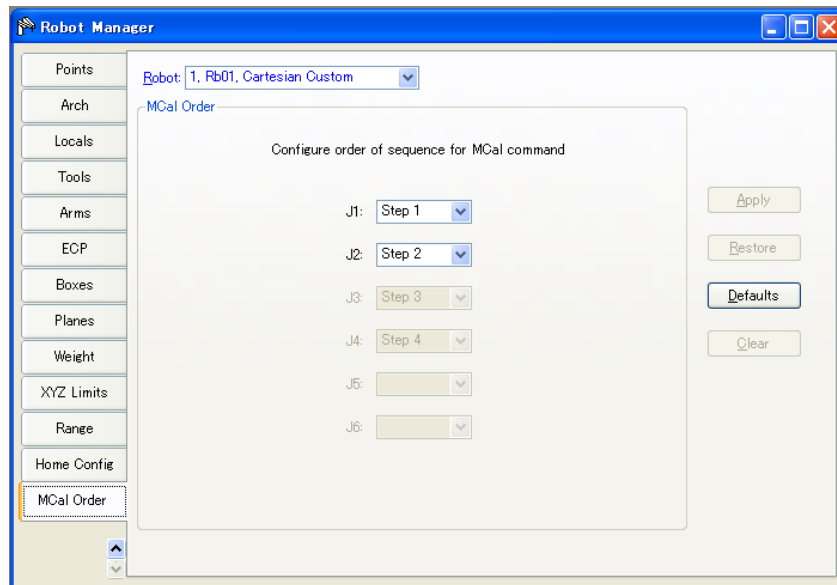 Robot Manager
Points
Arch
Locals
Tools
Arms
ECP
Boxes
Planes
Weight
XYZ Limits
Range
Home Config
MCal Order
Robot: 1, Rb01, Cartesian Custom
MCal Order
Configure order of sequence for MCal command
J1: Step 1
J2: Step 2
J3: Step 3
J4: Step 4
J5:
J6:
Apply
Restore
Defaults
Clear